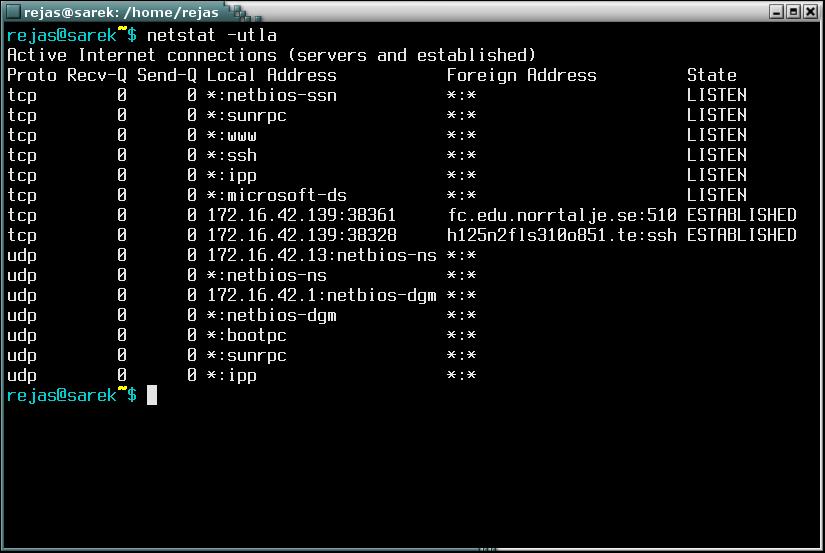 rejas@sarek: /home/rejas
rejas@sarek~$ netstat -utla
Active Internet connections (servers and established)
Proto Recv-Q Send-Q Local Address           Foreign Address         State
tcp        0      0 *:netbios-ssn           *:*                     LISTEN
tcp        0      0 *:sunrpc                *:*                     LISTEN
tcp        0      0 *:www                   *:*                     LISTEN
tcp        0      0 *:ssh                   *:*                     LISTEN
tcp        0      0 *:ipp                   *:*                     LISTEN
tcp        0      0 *:microsoft-ds          *:*                     LISTEN
tcp        0      0 172.16.42.139:38361     fc.edu.norrtalje.se:510 ESTABLISHED
tcp        0      0 172.16.42.139:38328     h125n2fls310o851.te:ssh ESTABLISHED
udp        0      0 172.16.42.13:netbios-ns *:*
udp        0      0 *:netbios-ns            *:*
udp        0      0 172.16.42.1:netbios-dgm *:*
udp        0      0 *:netbios-dgm           *:*
udp        0      0 *:bootpc                *:*
udp        0      0 *:sunrpc                *:*
udp        0      0 *:ipp                   *:*
rejas@sarek~$